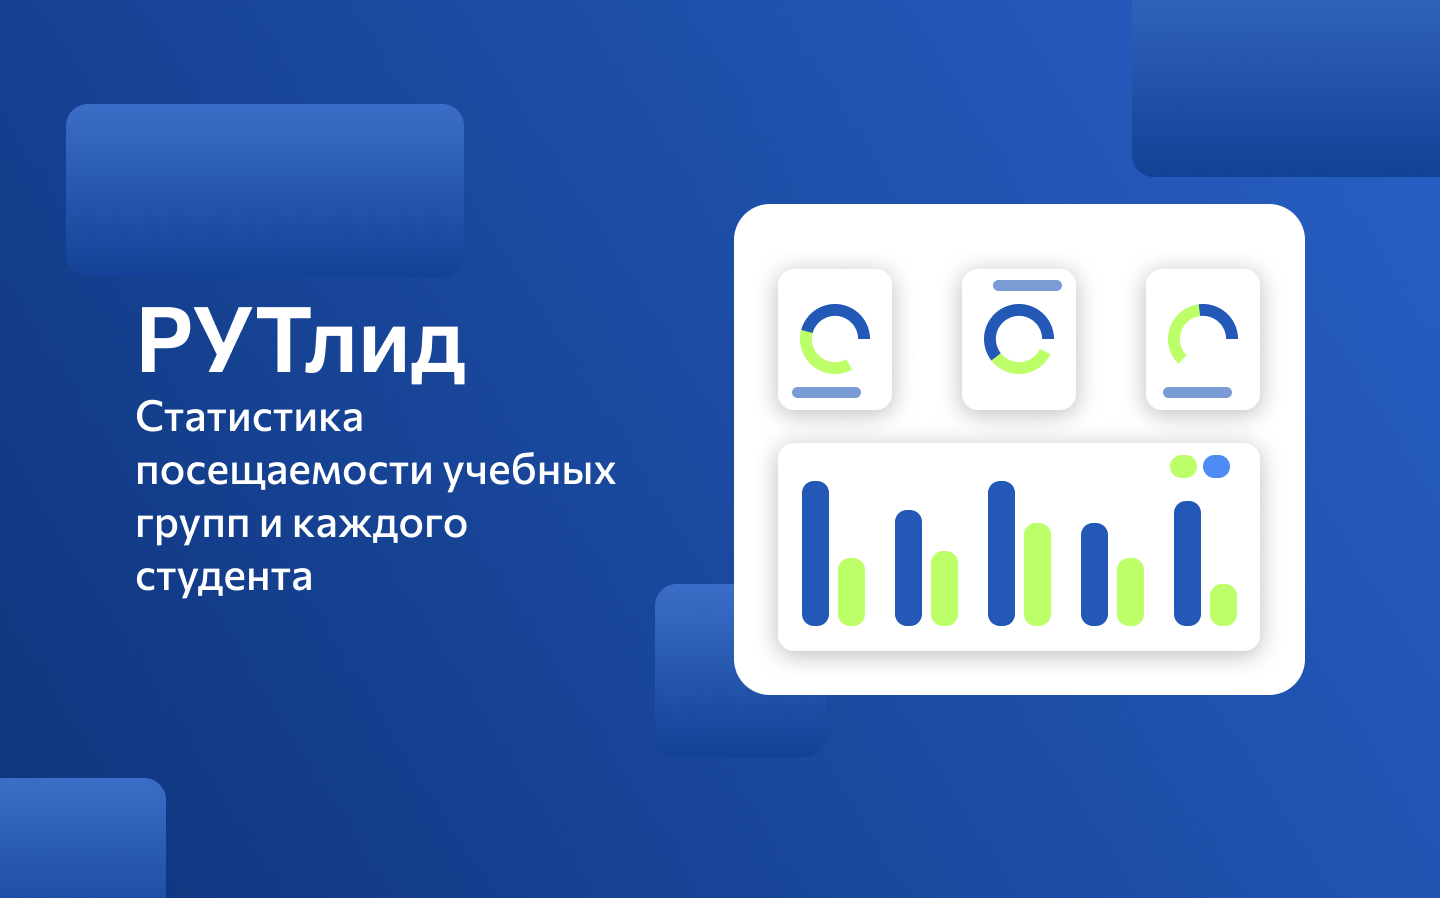 РУТлид
Статистика
посещаемости учебных
групп и каждого
студента